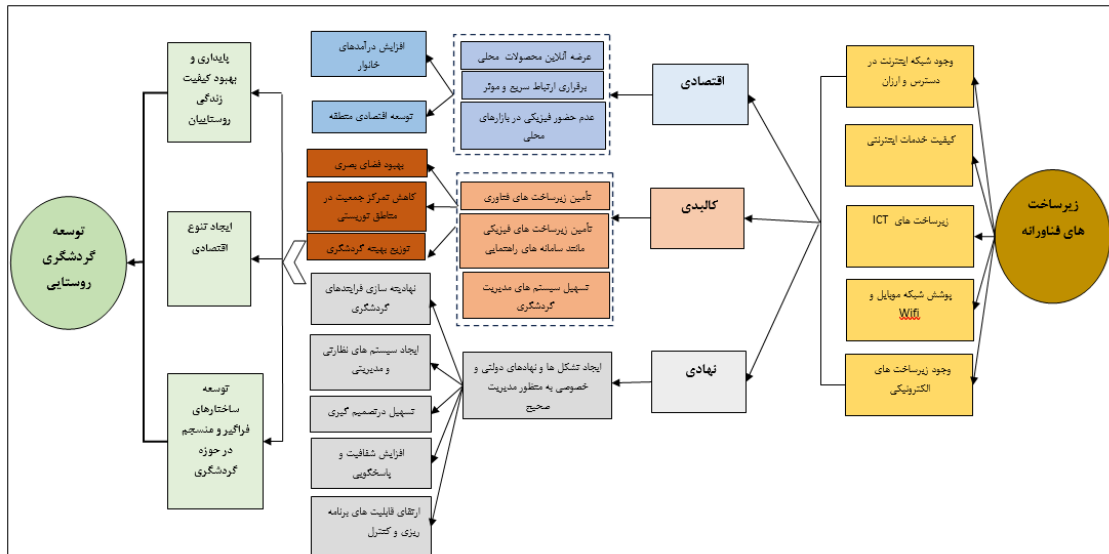 زیرساخت
های فناورانه
وجود شبکه اینترنت در
دسترس و ارزان
کیفیت خدمات اینترنتی
زیرساخت های ICT
پوشش شبکه موبایل و
Wifi
وجود زیرساخت های
الکترونیکی
اقتصادی
کالبدی
نهادی
عرضه آنلاین محصولات محلی
برقراری ارتباط سریع و موثر
عدم حضور فیزیکی در بازارهای
محلی
تأمین زیرساخت های فناوری
تأمین زیرساخت های فیزیکی
مانند سامانه های راهنمایی
تسهیل سیستم های مدیریت
گردشگری
ایجاد تشکل ها و نهادهای دولتی و
خصوصی به منظور مدیریت
صحیح
افزایش درآمدهای
خانوار
توسعه اقتصادی منطقه
بهبود فضای بصری
کاهش تمرکز جمعیت در
مناطق توریستی
توزیع بهینه گردشگری
نهادینه سازی فرایندهای
گردشگری
ایجاد سیستم های نظارتی
و مدیریتی
تسهیل درتصمیم گیری
افزایش شفافیت و
پاسخگویی
ارتقای قابلیت های برنامه
ریزی و کنترل
پایداری و
بهبود کیفیت
زندگی
روستاییان
ایجاد تنوع
اقتصادی
توسعه
ساختارهای
فراگیر و منسجم
در حوزه
گردشگری
توسعه
گردشگری
روستایی